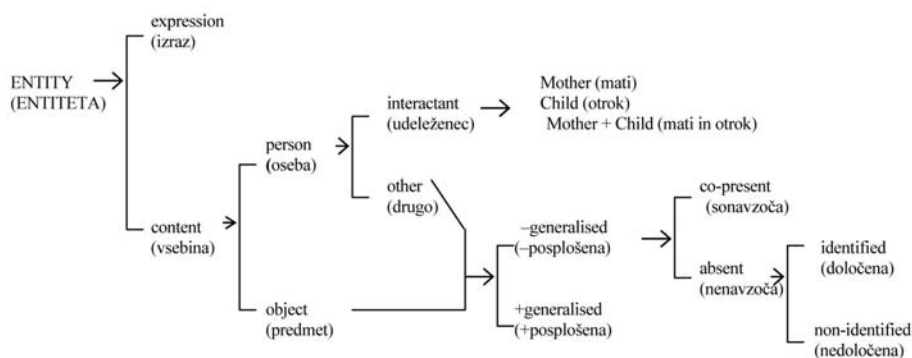 expression
(izraz)
ENTITY
(ENTITETA)
content
(vsebina)
person
(oseba)
object
(predmet)
interactant
(udeleženec)
other
(drugo)
Mother (mati)
Child (otrok)
Mother + Child (mati in otrok)
–generalised
(–posplošena)
+generalised
(+posplošena)
co-present
(sonavzoča)
absent
(nenavzočá)
identified
(določena)
non-identified
(nedoločena)